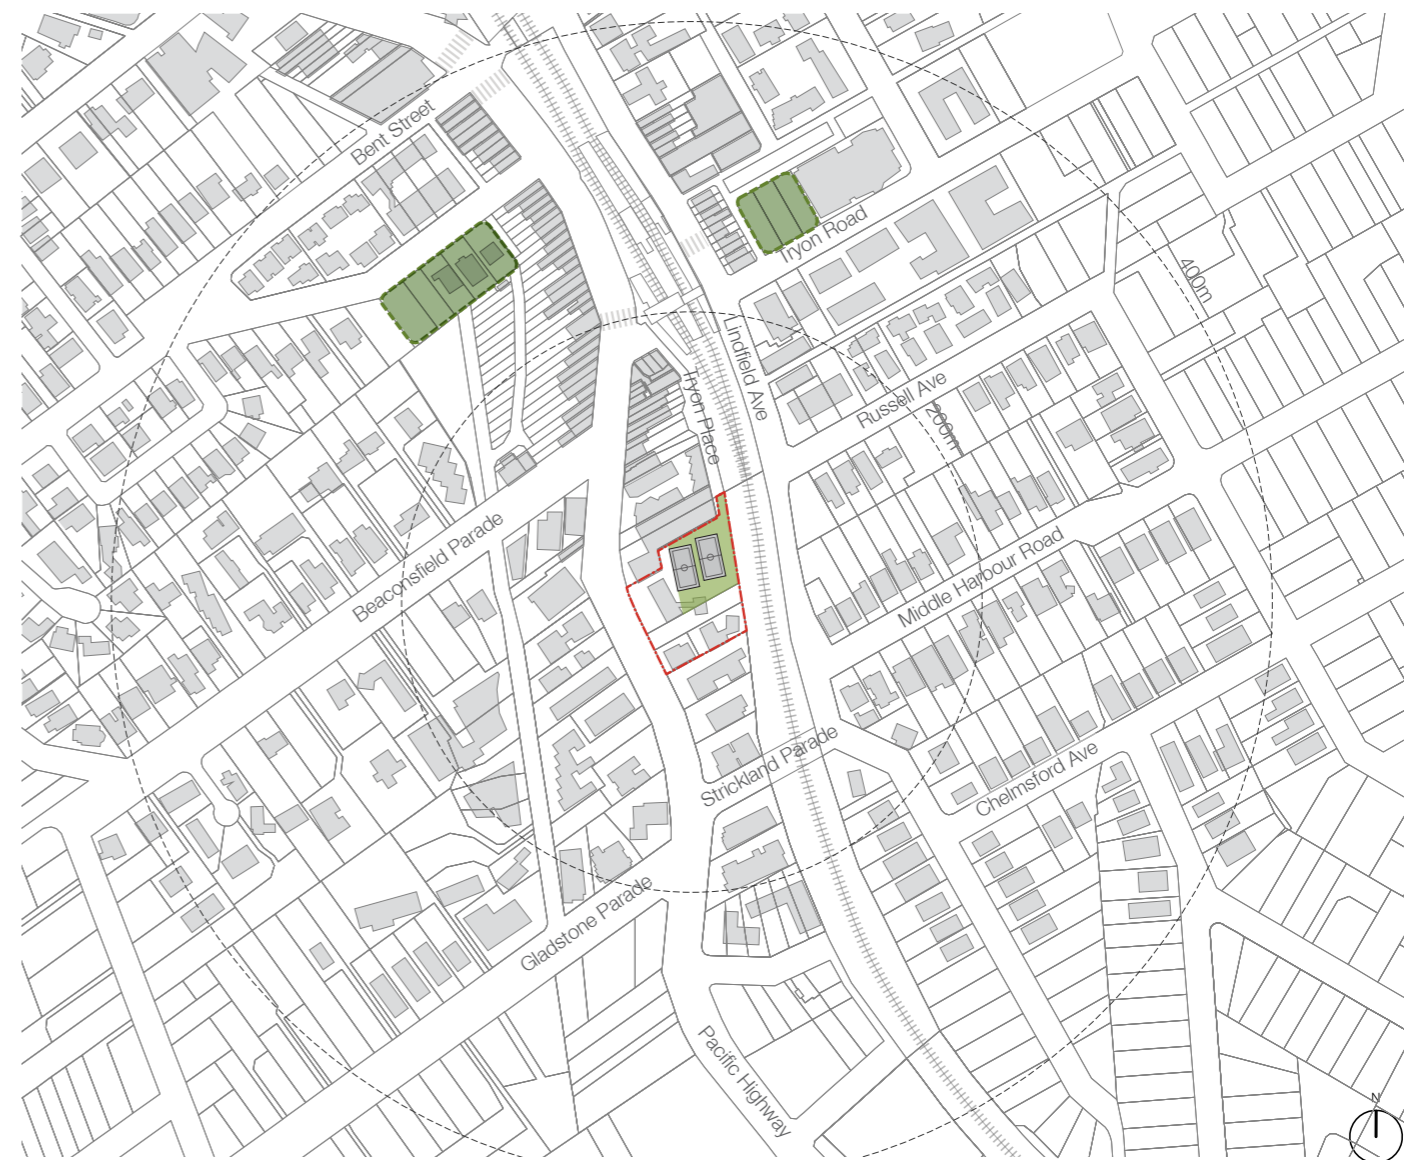 Bent Street
Tryon Road
400m
Lindfield Ave
Tryon Place
Russell Ave
200m
Beaconsfield Parade
Middle Harbour Road
Strickland Parade
Chelmsford Ave
Gladstone Parade
Pacific Highway
N